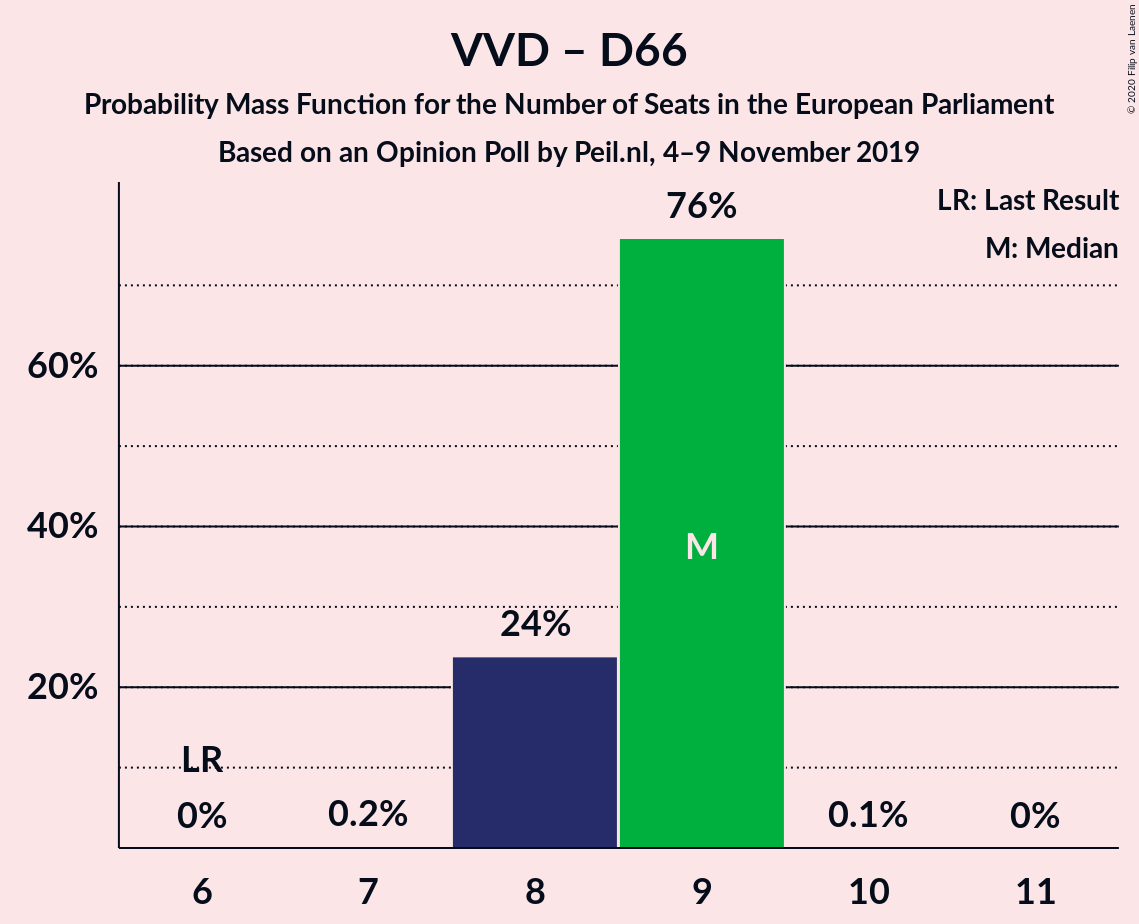 VVD – D66
Probability Mass Function for the Number of Seats in the European Parliament
Based on an Opinion Poll by Peil.nl, 4–9 November 2019
© 2020 Filip van Laenen
LR: Last Result
M: Median
76%
60%
40%
M
24%
20%
LR
0%
0.2%
0.1%
0%
6
7
8
9
10
11